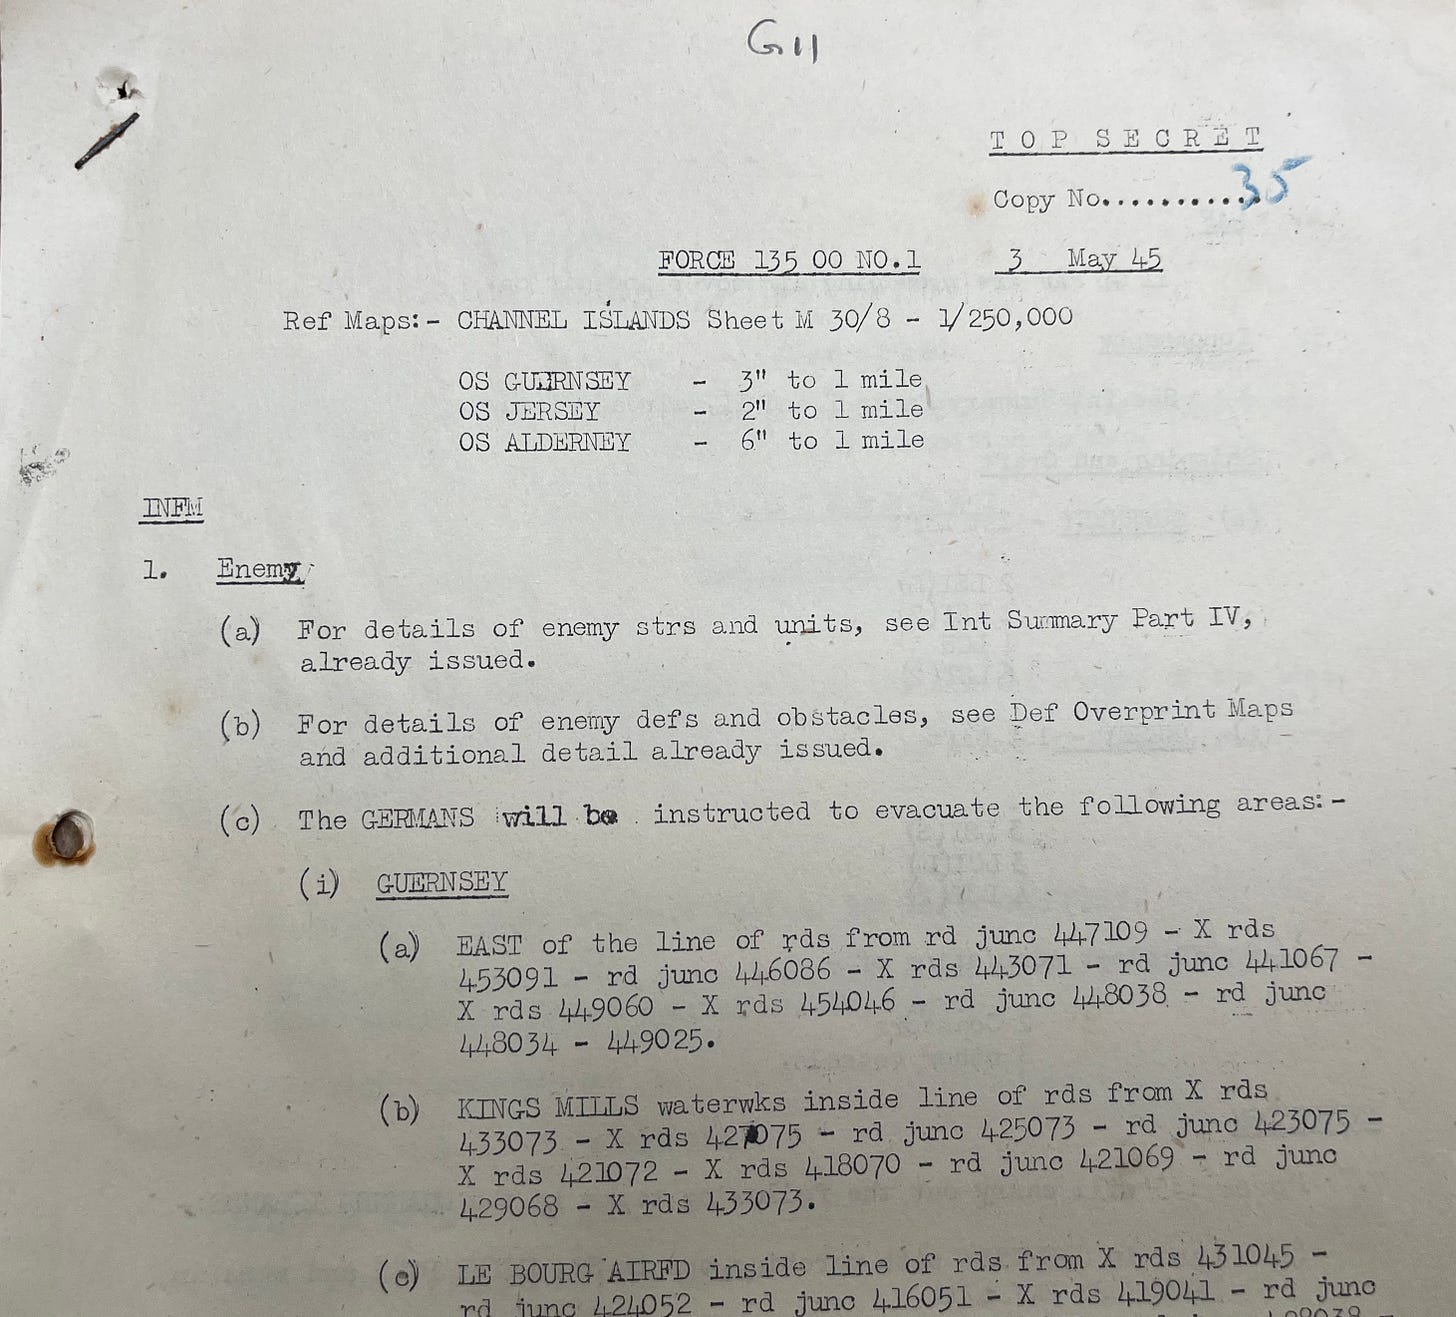 G11
TOP SECRET
Copy No..........35
FORCE 135 OO NO.1 3 May 45
Ref Maps:- CHANNEL ISLANDS Sheet M 30/8 - 1/250,000
OS GUERNSEY - 3" to 1 mile
OS JERSEY - 2" to 1 mile
OS ALDERNEY - 6" to 1 mile
INFM
1. Enemy
(a) For details of enemy strs and units, see Int Summary Part IV,
already issued.
(b) For details of enemy defs and obstacles, see Def Overprint Maps
and additional detail already issued.
(c) The GERMANS will be instructed to evacuate the following areas:-
(i) GUERNSEY
(a) EAST of the line of rds from rd junc 447109 - X rds
453091 - rd junc 446086 - X rds 443071 - rd junc 441067 -
X rds 449060 - X rds 454046 - rd junc 448038 - rd junc
448034 - 449025.
(b) KINGS MILLS waterwks inside line of rds from X rds
433073 - X rds 427075 - rd junc 425073 - rd junc 423075 -
X rds 421072 - X rds 418070 - rd junc 421069 - rd junc
429068 - X rds 433073.
(c) LE BOURG AIRFD inside line of rds from X rds 431045 -
rd junc 424052 - rd junc 416051 - X rds 419041 - rd junc